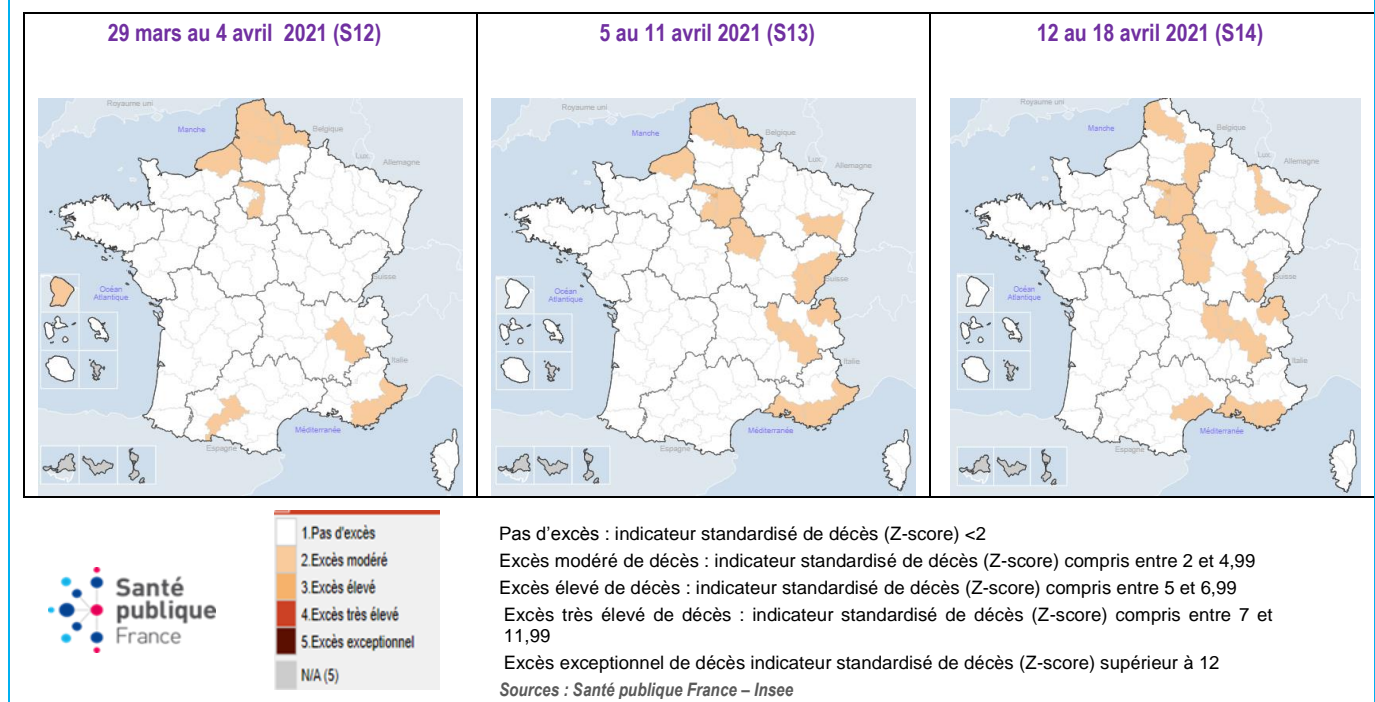 29 mars au 4 avril 2021 (S12)
5 au 11 avril 2021 (S13)
12 au 18 avril 2021 (S14)
Royaume uni
Manche
Belgique
Lux.
Allemagne
Suisse
Océan
Atlantique
Italie
Méditerranée
Espagne
Royaume uni
Manche
Belgique
Lux.
Allemagne
Suisse
Océan
Atlantique
Italie
Méditerranée
Espagne
Royaume uni
Manche
Belgique
Lux.
Allemagne
Suisse
Océan
Atlantique
Italie
Méditerranée
Espagne
Santé
publique
France
1.Pas d'excès
2.Excès modéré
3.Excès élevé
4.Excès très élevé
5.Excès exceptionnel
N/A (5)
Pas d’excès : indicateur standardisé de décès (Z-score) <2
Excès modéré de décès : indicateur standardisé de décès (Z-score) compris entre 2 et 4,99
Excès élevé de décès : indicateur standardisé de décès (Z-score) compris entre 5 et 6,99
Excès très élevé de décès : indicateur standardisé de décès (Z-score) compris entre 7 et
11,99
Excès exceptionnel de décès indicateur standardisé de décès (Z-score) supérieur à 12
Sources : Santé publique France – Insee